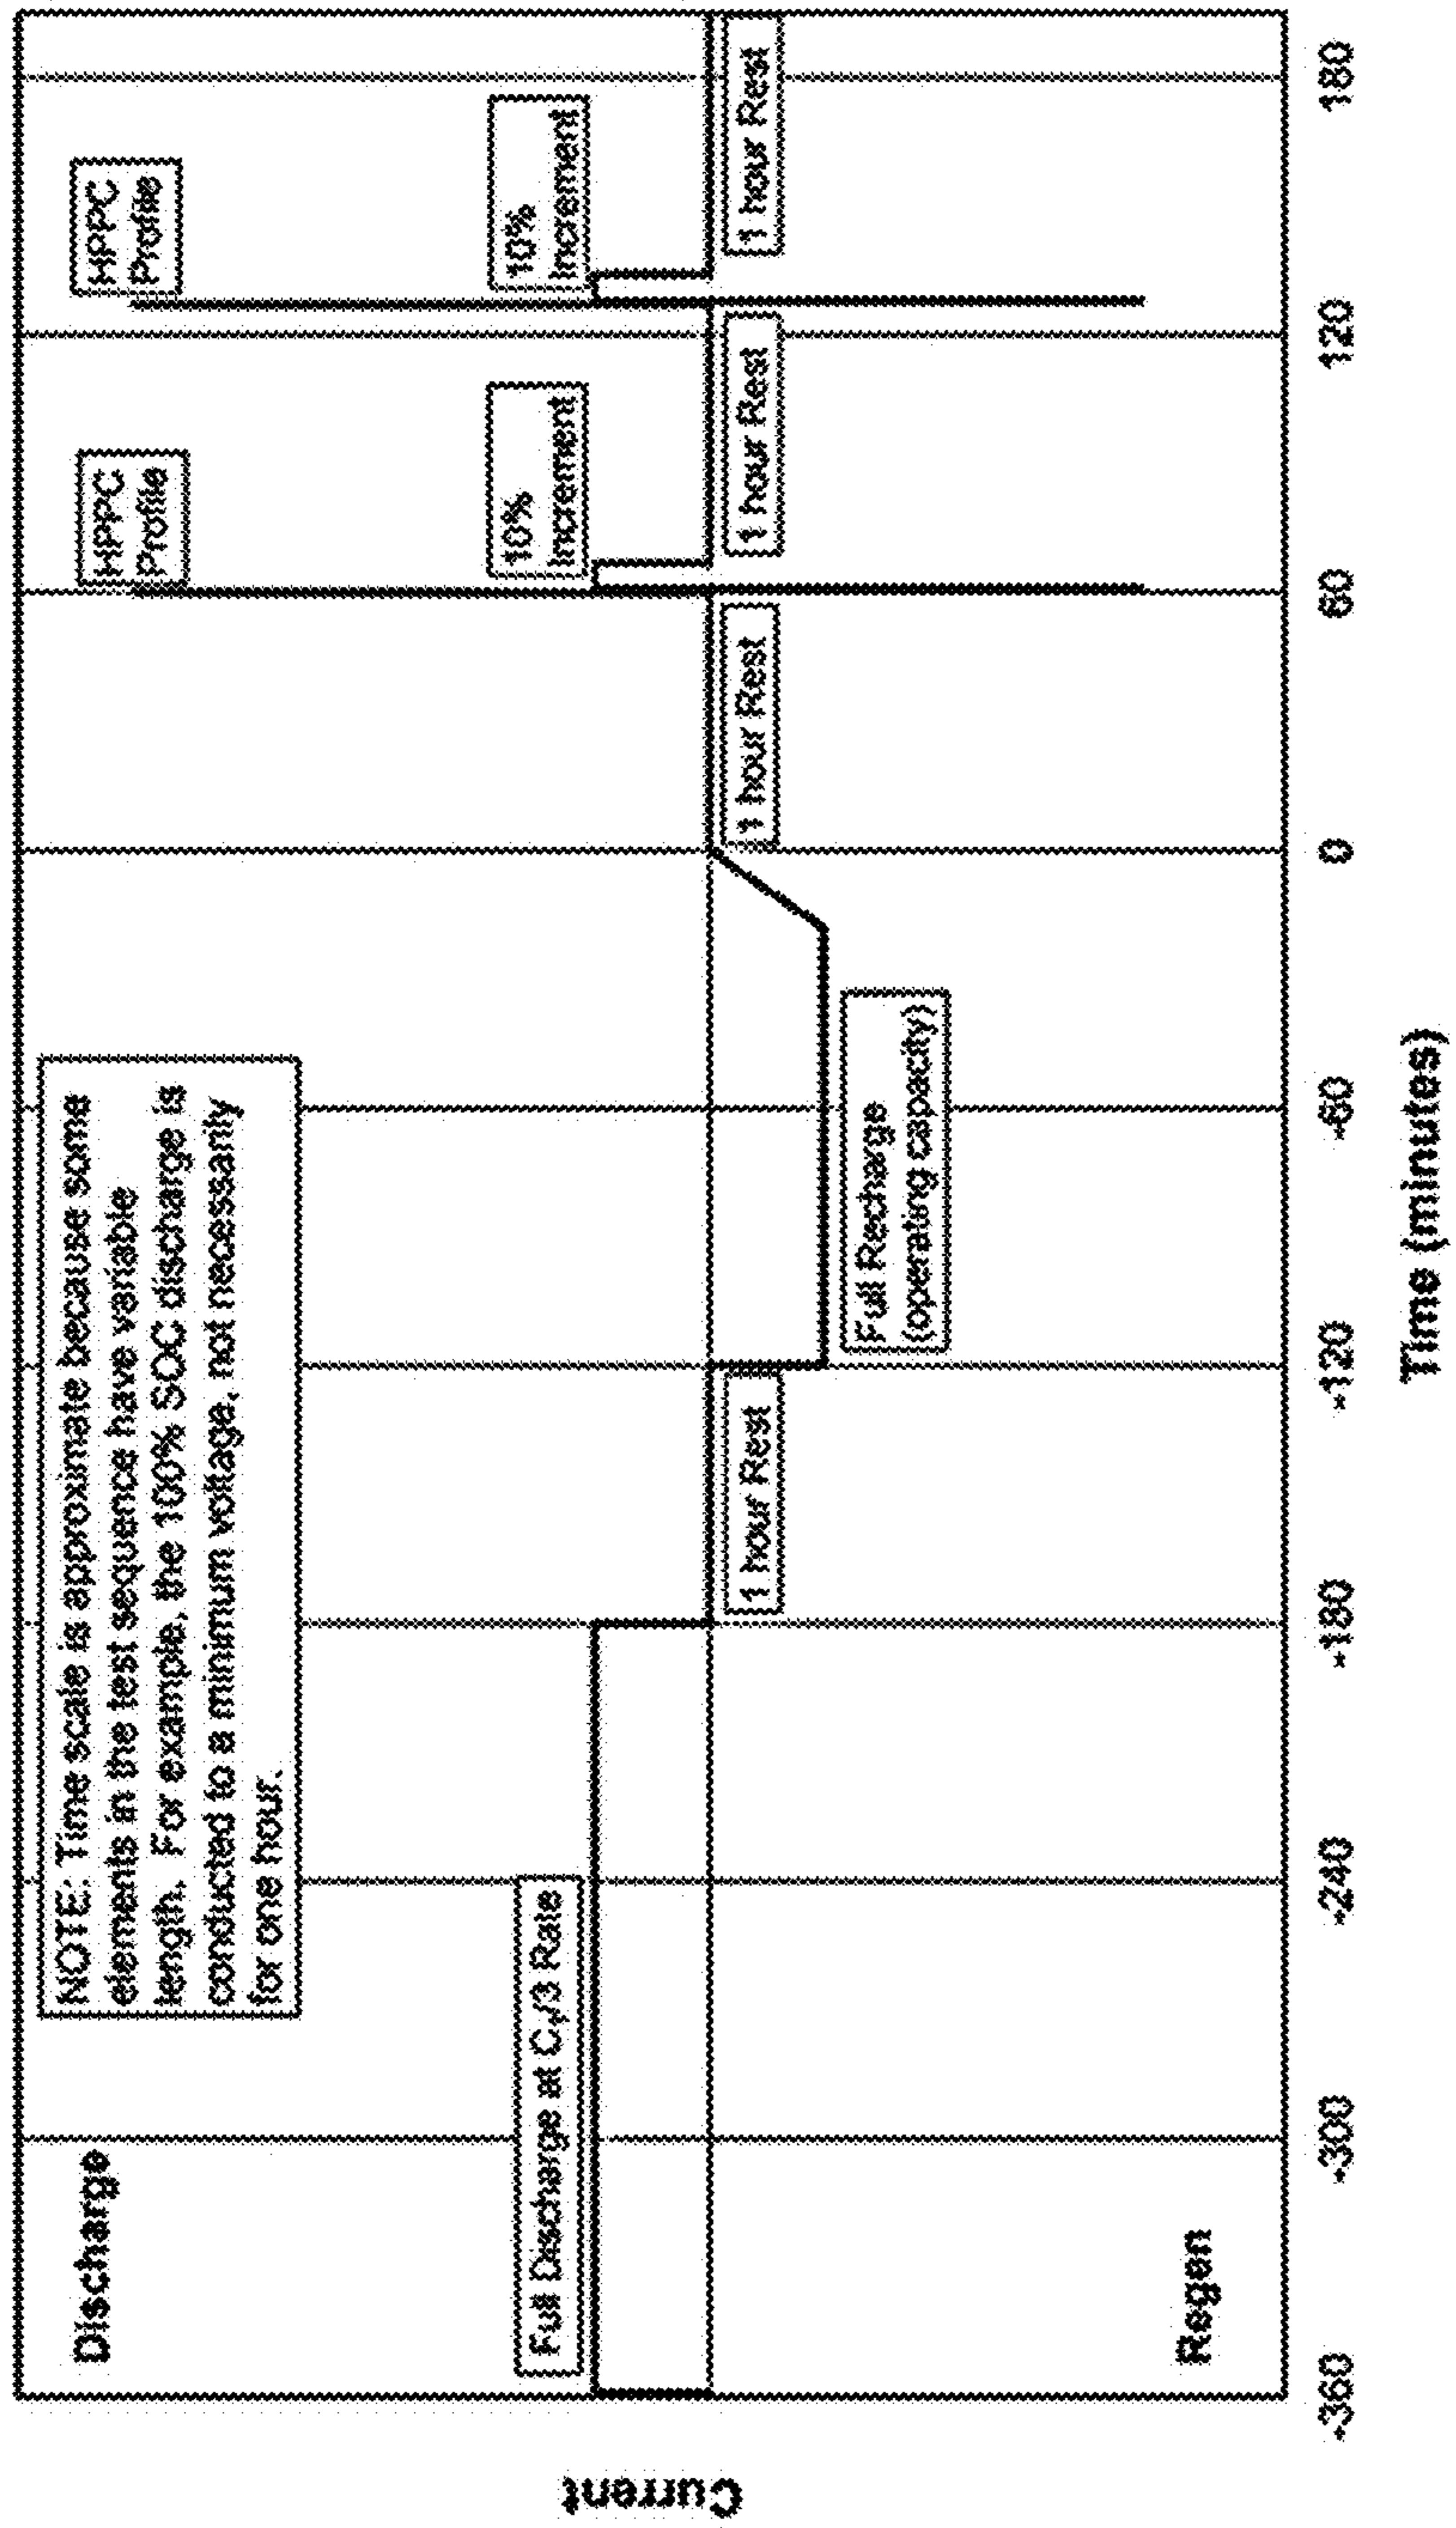 Discharge
NOTE: Time scale is approximate because some
elements in the test sequence have variable
length. For example, the 100% SOC discharge is
conducted to a minimum voltage, not necessarily
for one hour.
HPPC
Profile
HPPC
Profile
Full Discharge at C₁/3 Rate
10%
Increment
10%
Increment
1 hour Rest
1 hour Rest
1 hour Rest
1 hour Rest
Full Recharge
(operating capacity)
Regen
Current
-360
-300
-240
-180
-120
-60
0
60
120
180
Time (minutes)